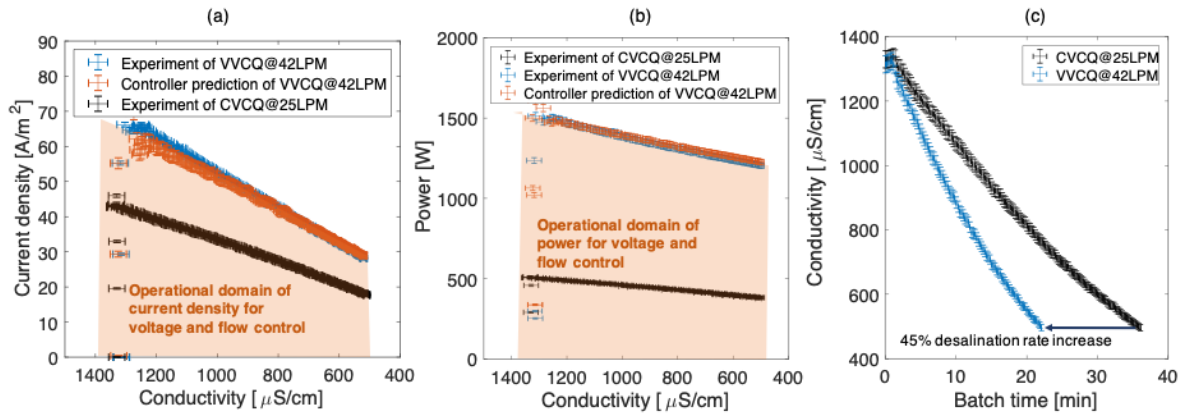 (a)
90
80
70
60
50
40
30
20
10
0
Current density [A/m²]
1400 1200 1000 800 600 400
Conductivity [ μS/cm]
Experiment of VVCQ@42LPM
Controller prediction of VVCQ@42LPM
Experiment of CVCQ@25LPM
Operational domain of
current density for
voltage and flow control
(b)
2000
1500
1000
500
0
Power [W]
1400 1200 1000 800 600 400
Conductivity [ μS/cm]
Experiment of CVCQ@25LPM
Experiment of VVCQ@42LPM
Controller prediction of VVCQ@42LPM
Operational domain of
power for voltage and
flow control
(c)
1400
1200
1000
800
600
400
Conductivity [ μS/cm]
0 10 20 30 40
Batch time [min]
CVCQ@25LPM
VVCQ@42LPM
45% desalination rate increase